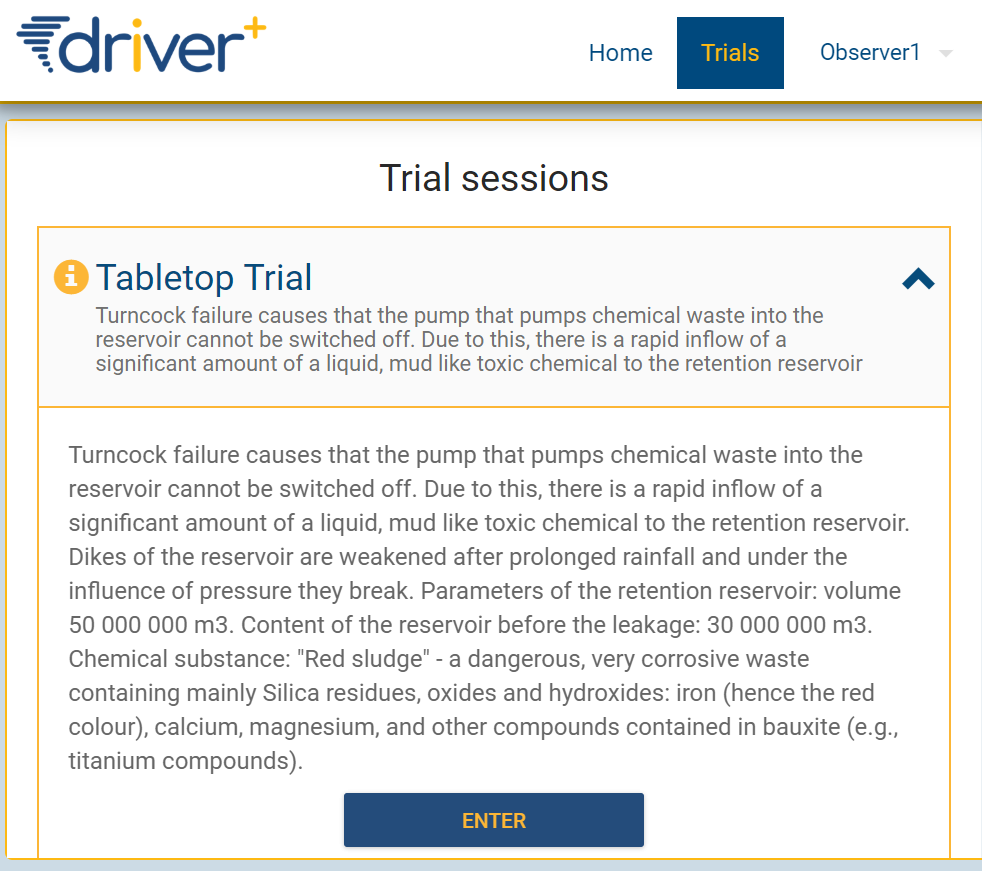 driver+
Home
Trials
Observer1
Trial sessions
Tabletop Trial
Turncock failure causes that the pump that pumps chemical waste into the
reservoir cannot be switched off. Due to this, there is a rapid inflow of a
significant amount of a liquid, mud like toxic chemical to the retention reservoir
Turncock failure causes that the pump that pumps chemical waste into the
reservoir cannot be switched off. Due to this, there is a rapid inflow of a
significant amount of a liquid, mud like toxic chemical to the retention reservoir.
Dikes of the reservoir are weakened after prolonged rainfall and under the
influence of pressure they break. Parameters of the retention reservoir: volume
50 000 000 m3. Content of the reservoir before the leakage: 30 000 000 m3.
Chemical substance: "Red sludge" - a dangerous, very corrosive waste
containing mainly Silica residues, oxides and hydroxides: iron (hence the red
colour), calcium, magnesium, and other compounds contained in bauxite (e.g.,
titanium compounds).
ENTER